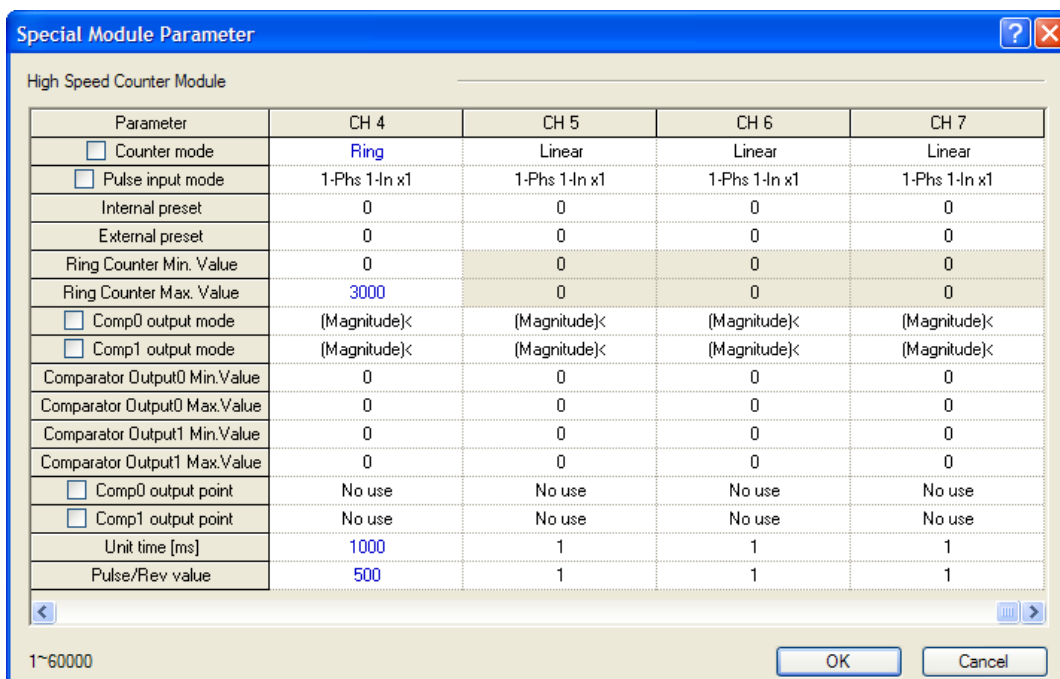 Special Module Parameter
High Speed Counter Module
Parameter CH 4 CH 5 CH 6 CH 7
Counter mode Ring Linear Linear Linear
Pulse input mode 1-Phs 1-In x1 1-Phs 1-In x1 1-Phs 1-In x1 1-Phs 1-In x1
Internal preset 0 0 0 0
External preset 0 0 0 0
Ring Counter Min. Value 0 0 0 0
Ring Counter Max. Value 3000 0 0 0
Comp0 output mode (Magnitude)< (Magnitude)< (Magnitude)< (Magnitude)<
Comp1 output mode (Magnitude)< (Magnitude)< (Magnitude)< (Magnitude)<
Comparator Output0 Min.Value 0 0 0 0
Comparator Output0 Max.Value 0 0 0 0
Comparator Output1 Min.Value 0 0 0 0
Comparator Output1 Max.Value 0 0 0 0
Comp0 output point No use No use No use No use
Comp1 output point No use No use No use No use
Unit time [ms] 1000 1 1 1
Pulse/Rev value 500 1 1 1
1~60000 OK Cancel